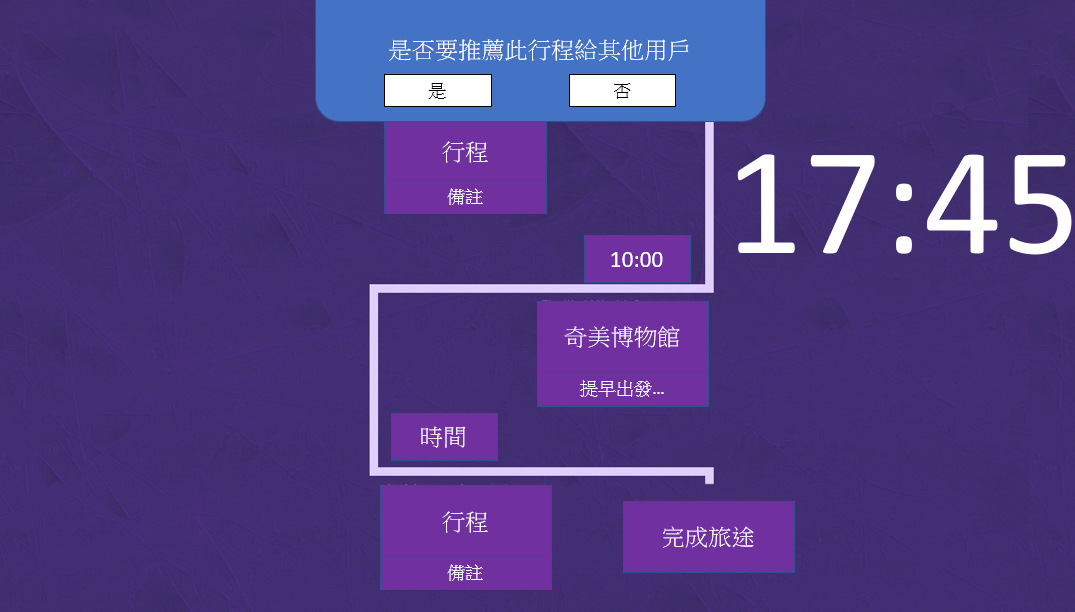 是否要推薦此行程給其他用戶
是
否
行程
備註
17:45
10:00
奇美博物館
提早出發...
時間
行程
備註
完成旅途